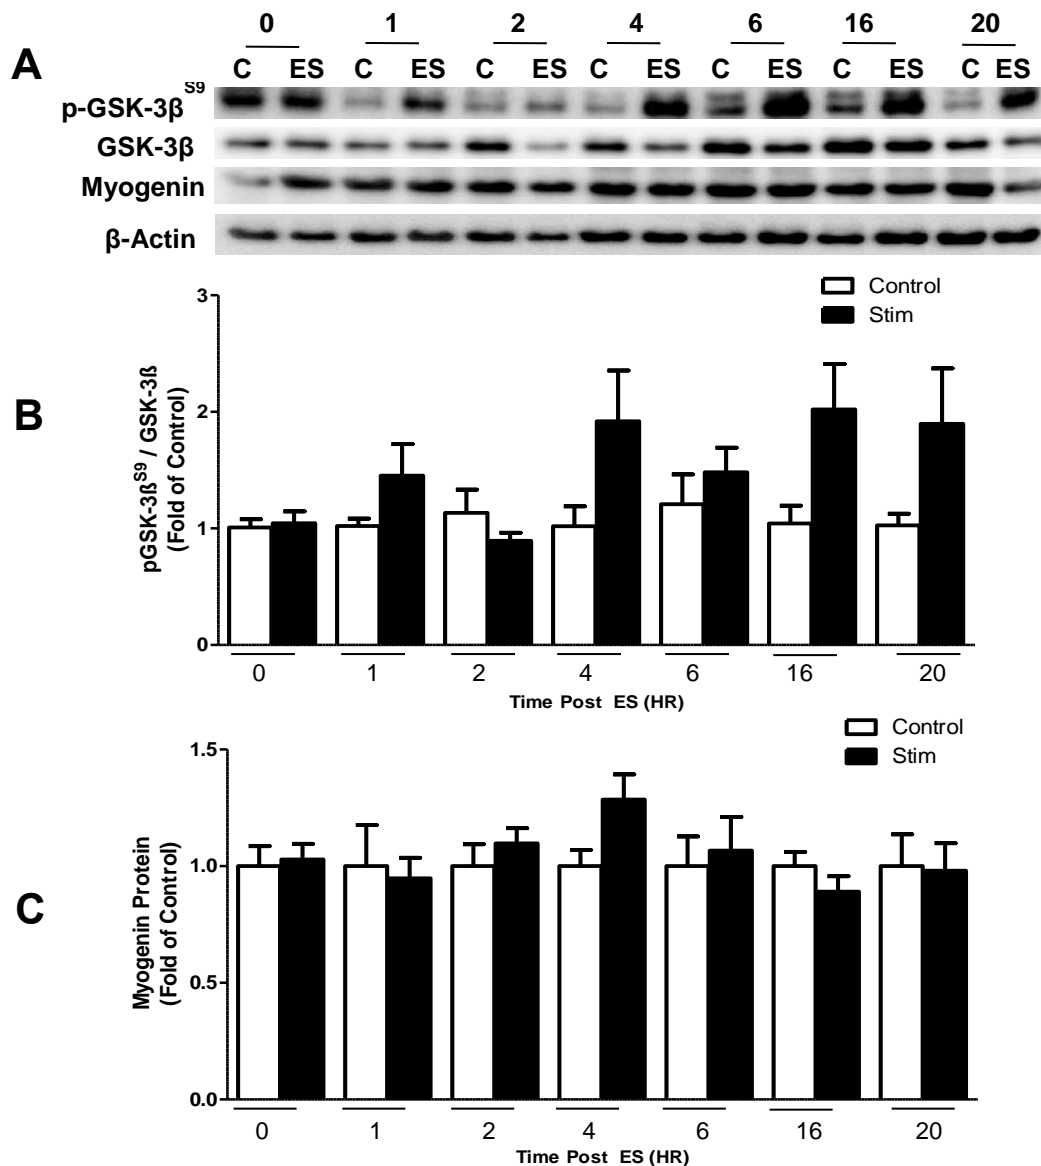 0 1 2 4 6 16 20
A
C ES C ES C ES C ES C ES C ES C ES
p-GSK-3β^S9
GSK-3β
Myogenin
β-Actin
3
Control
Stim
B
pGSK-3ß^S9 / GSK-3ß
(Fold of Control)
2
1
0
0 1 2 4 6 16 20
Time Post ES (HR)
Control
Stim
1.5
C
Myogenin Protein
(Fold of Control)
1.0
0.5
0.0
0 1 2 4 6 16 20
Time Post ES (HR)